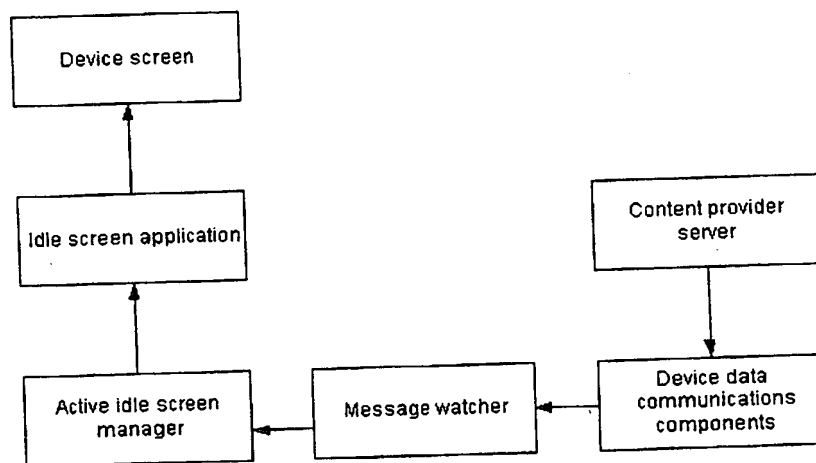 Device screen
Idle screen application
Content provider
server
Active idle screen
manager
Message watcher
Device data
communications
components